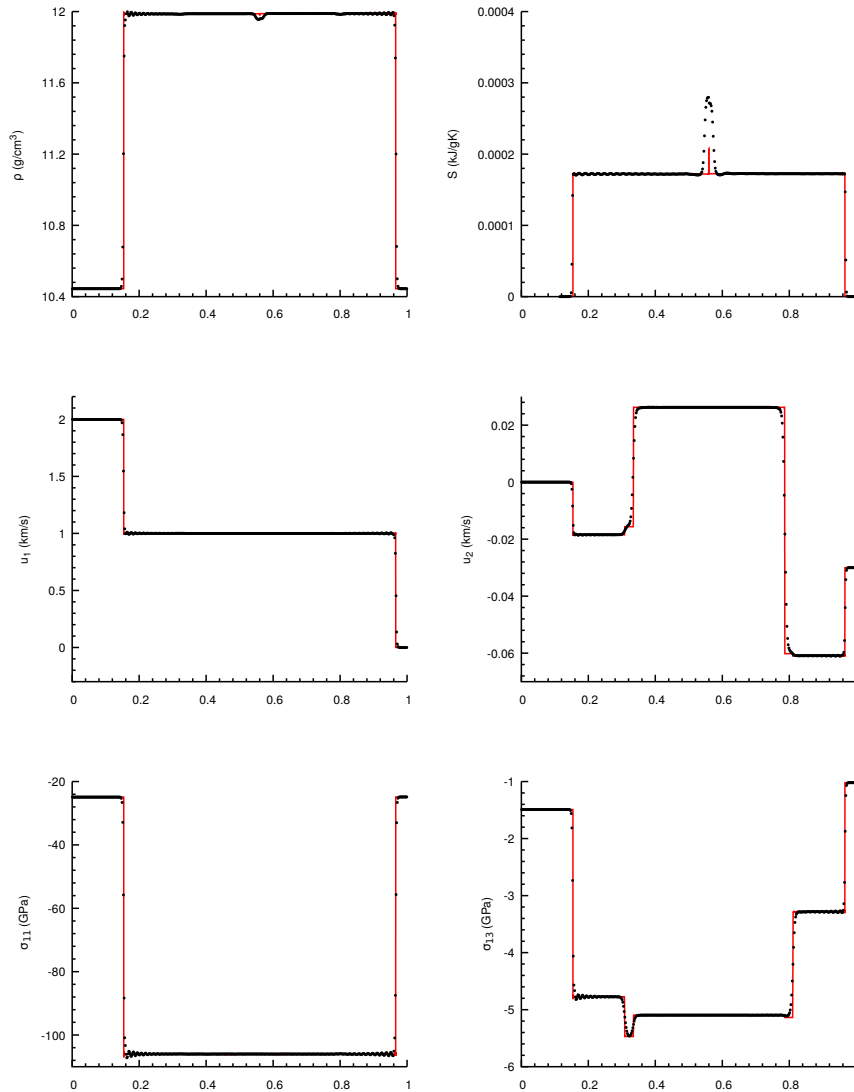 12
11.6
11.2
10.8
10.4
ρ (g/cm³)
0 0.2 0.4 0.6 0.8 1
0.0004
0.0003
0.0002
0.0001
0
S (kJ/gK)
0 0.2 0.4 0.6 0.8
2
1.5
1
0.5
0
u₁ (km/s)
0 0.2 0.4 0.6 0.8 1
0.02
0
-0.02
-0.04
-0.06
u₂ (km/s)
0 0.2 0.4 0.6 0.8
-20
-40
-60
-80
-100
σ₁₁ (GPa)
0 0.2 0.4 0.6 0.8 1
-1
-2
-3
-4
-5
-6
σ₁₃ (GPa)
0 0.2 0.4 0.6 0.8